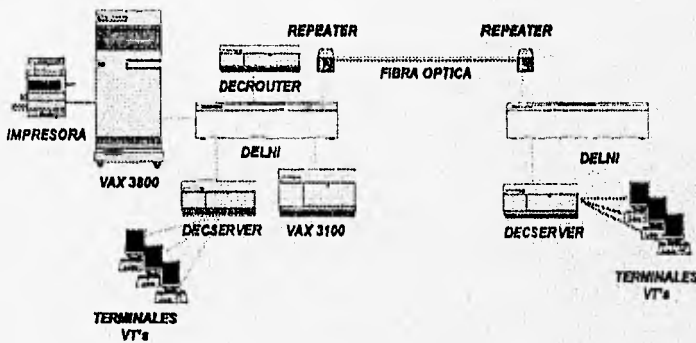 REPEATER
REPEATER
DECROUTER
FIBRA OPTICA
IMPRESORA
DELNI
DELNI
VAX 3800
DECSERVER
VAX 3100
DECSERVER
TERMINALES
VT's
TERMINALES
VT's